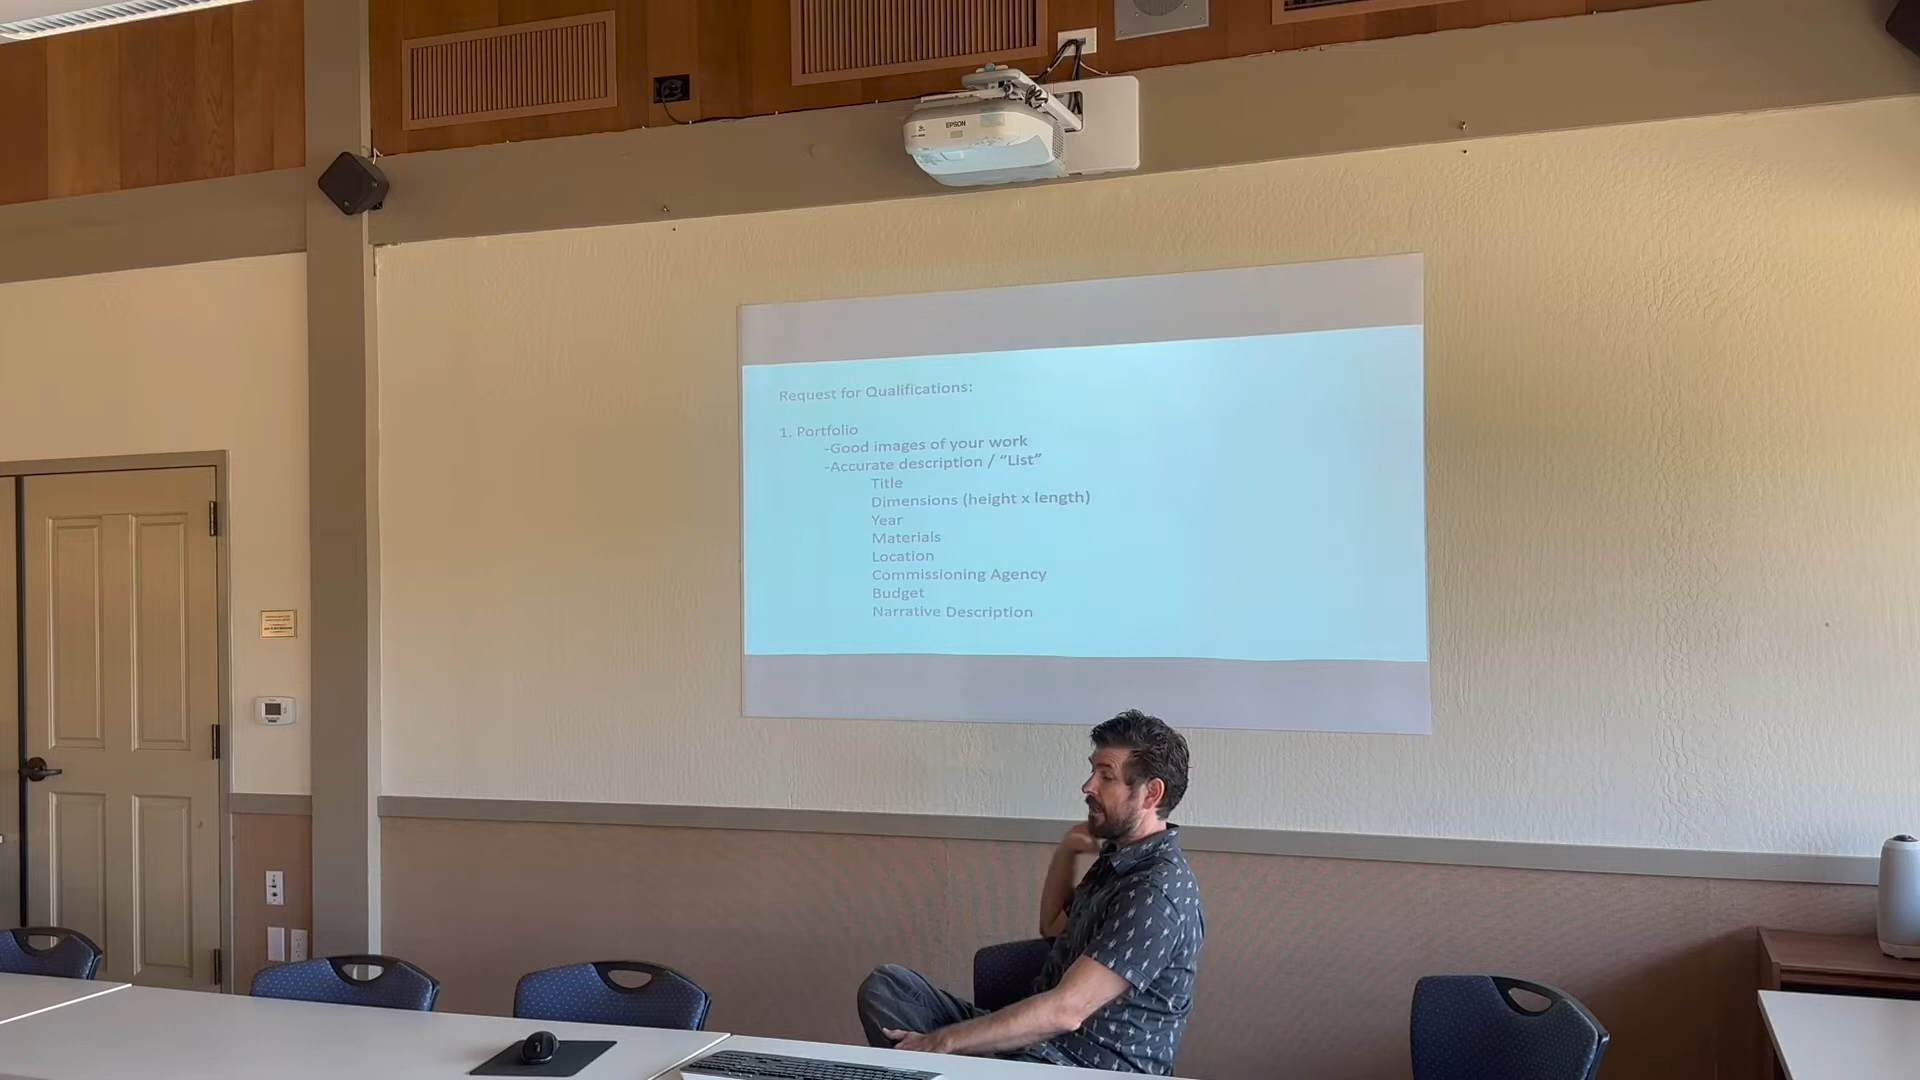 EPSON
Request for Qualifications:
1, Portfolio
-Good images of your work
-Accurate description / “List”
Title
Dimensions (height x length)
Year
Materials
Location
Commissioning Agency
Budget
Narrative Description